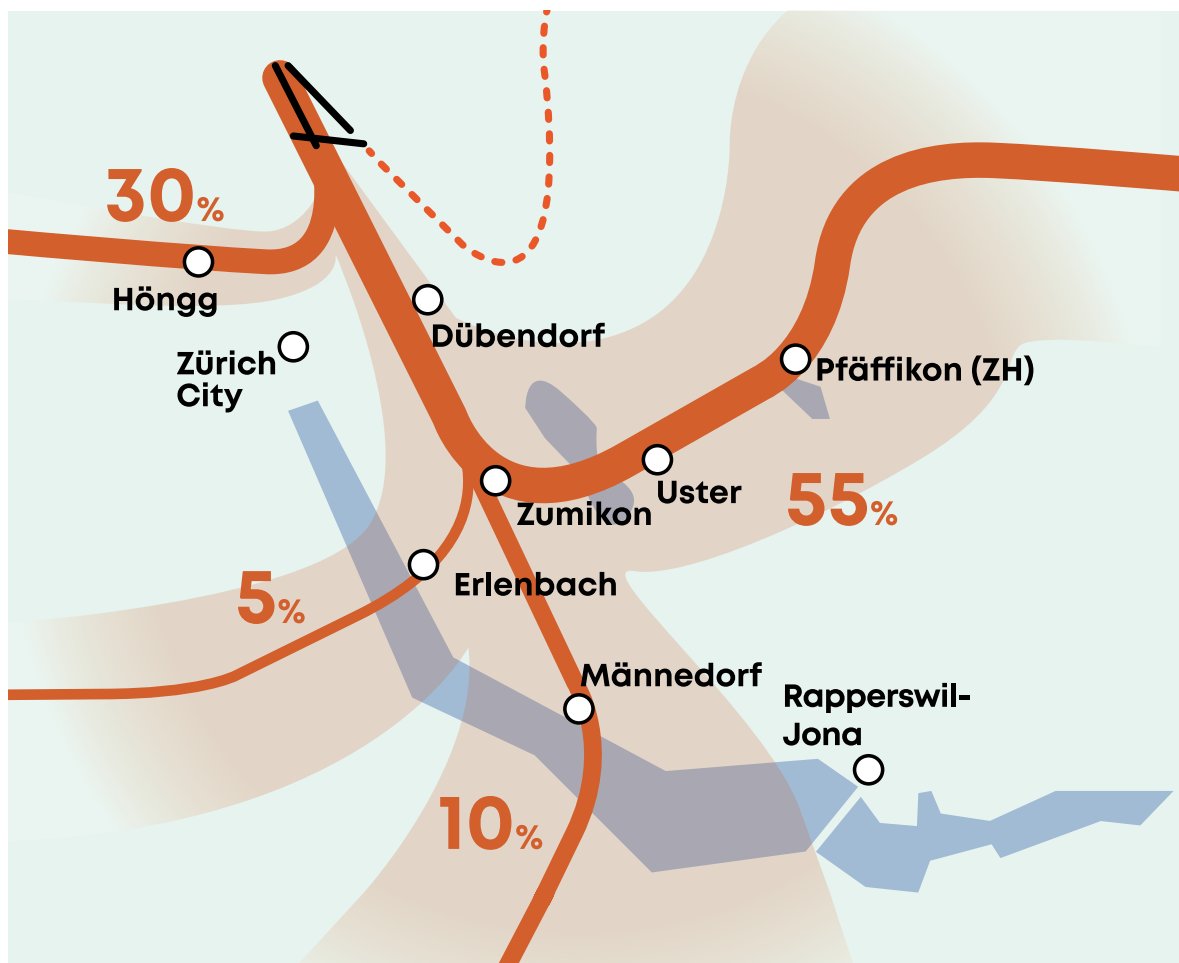 30%
Höngg
Dübendorf
Zürich
City
Pfäffikon (ZH)
Uster
55%
Zumikon
5%
Erlenbach
Männedorf
Rapperswil-
Jona
10%